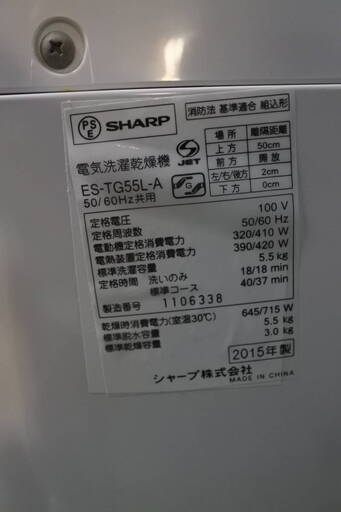 PS E SHARP
消防法 基準適合 組込形
電気洗濯乾燥機
S JET
ES-TG55L-A
50/60Hz共用
G
場所 離隔距離
上方 50cm
前方 開放
左右/後方 2cm
下方 0cm
定格電圧 100 V
定格周波数 50/60 Hz
電動機定格消費電力 320/410 W
電熱装置定格消費電力 390/420 W
標準洗濯容量 5.5 kg
定格時間 洗いのみ 18/18 min
標準コース 40/37 min
製造番号 1106338
乾燥時消費電力(室温30℃) 645/715 W
標準脱水容量 5.5 kg
標準乾燥容量 3.0 kg
2015年製
シャープ株式会社 MADE IN CHINA